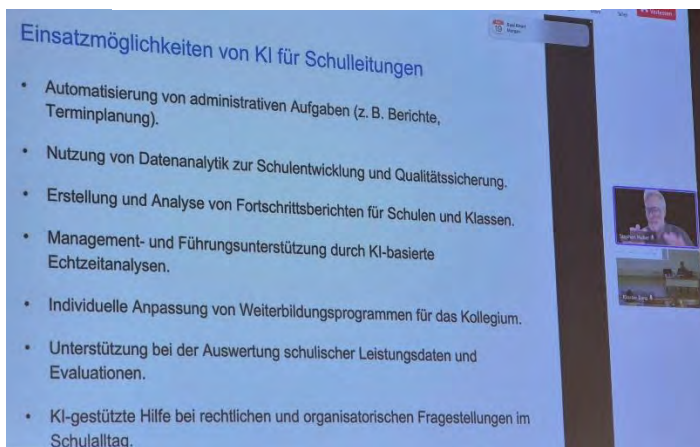 Einsatzmöglichkeiten von KI für Schulleitungen
• Automatisierung von administrativen Aufgaben (z. B. Berichte,
Terminplanung).
• Nutzung von Datenanalytik zur Schulentwicklung und Qualitätssicherung.
• Erstellung und Analyse von Fortschrittsberichten für Schulen und Klassen.
• Management- und Führungsunterstützung durch KI-basierte
Echtzeitanalysen.
• Individuelle Anpassung von Weiterbildungsprogrammen für das Kollegium.
• Unterstützung bei der Auswertung schulischer Leistungsdaten und
Evaluationen.
• KI-gestützte Hilfe bei rechtlichen und organisatorischen Fragestellungen im
Schulalltag.
19
Verlassen